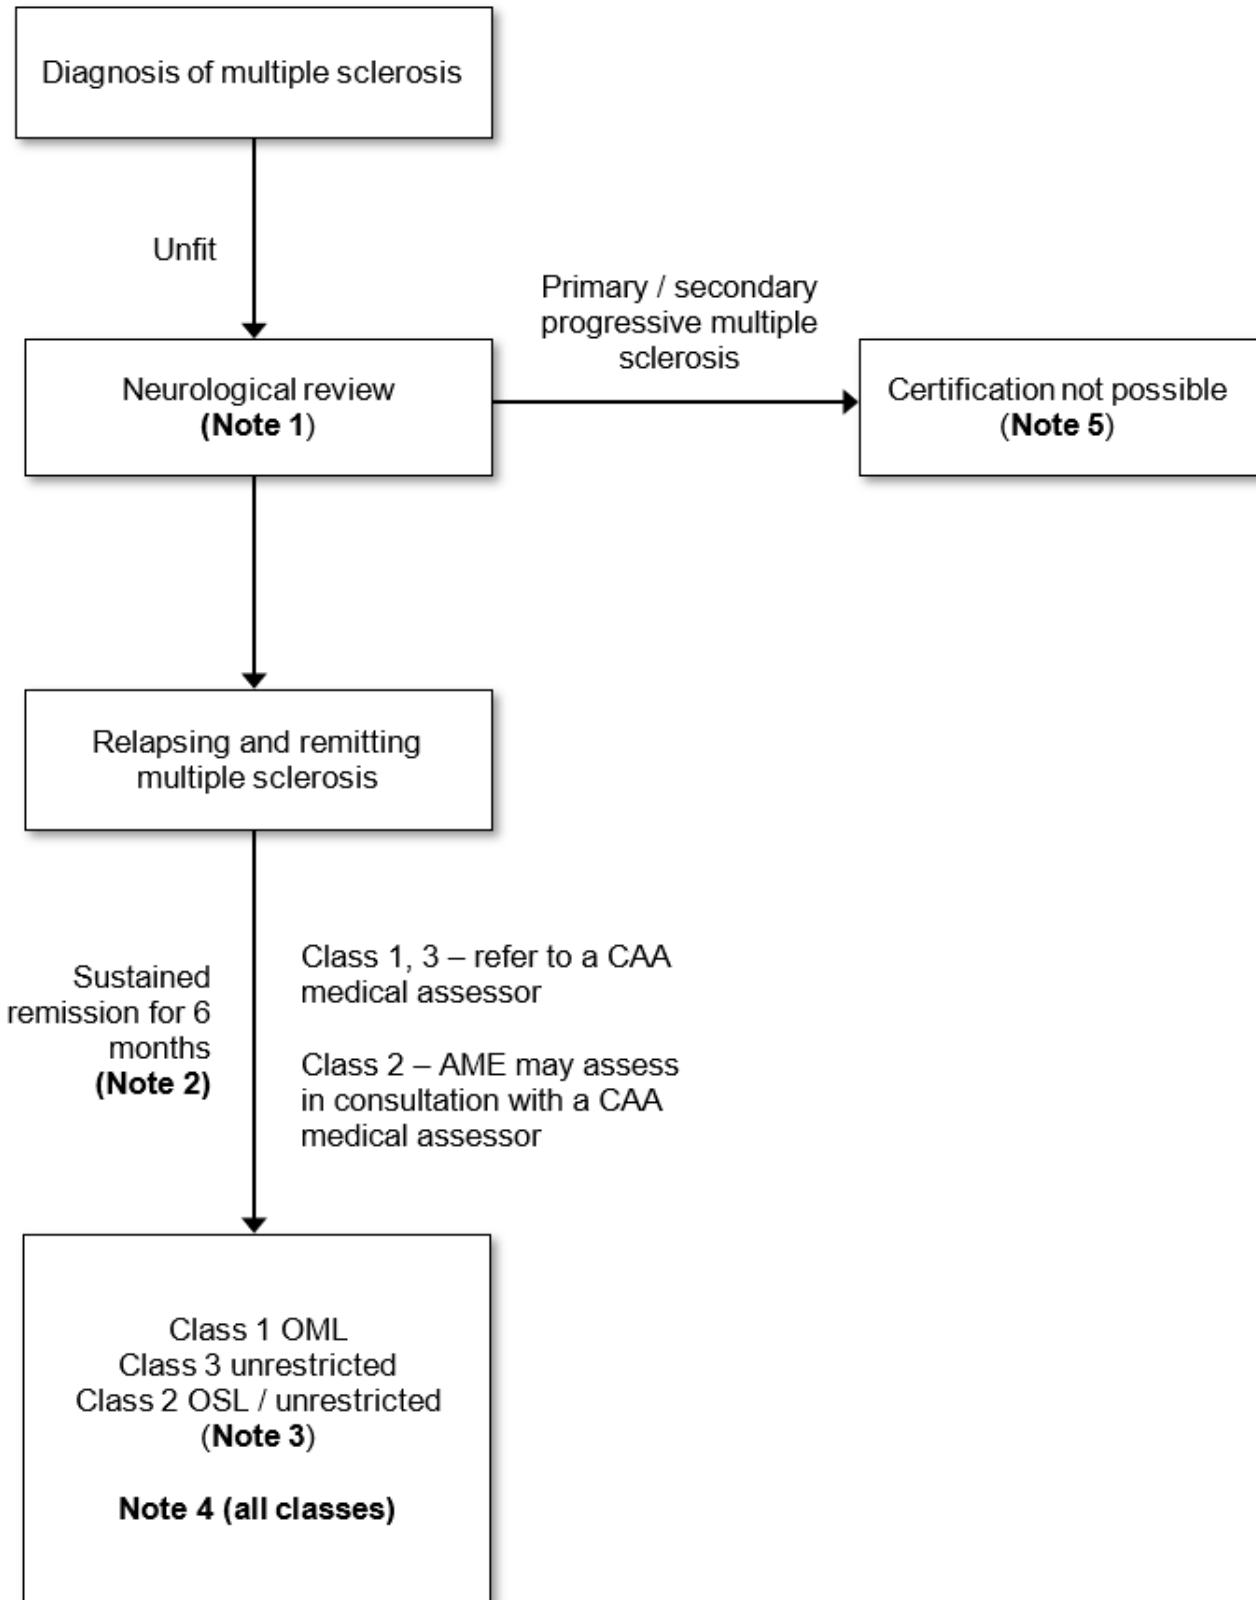 Diagnosis of multiple sclerosis
Unfit
Primary / secondary
progressive multiple
sclerosis
Neurological review
(Note 1)
Certification not possible
(Note 5)
Relapsing and remitting
multiple sclerosis
Sustained
remission for 6
months
(Note 2)
Class 1, 3 – refer to a CAA
medical assessor
Class 2 – AME may assess
in consultation with a CAA
medical assessor
Class 1 OML
Class 3 unrestricted
Class 2 OSL / unrestricted
(Note 3)
Note 4 (all classes)